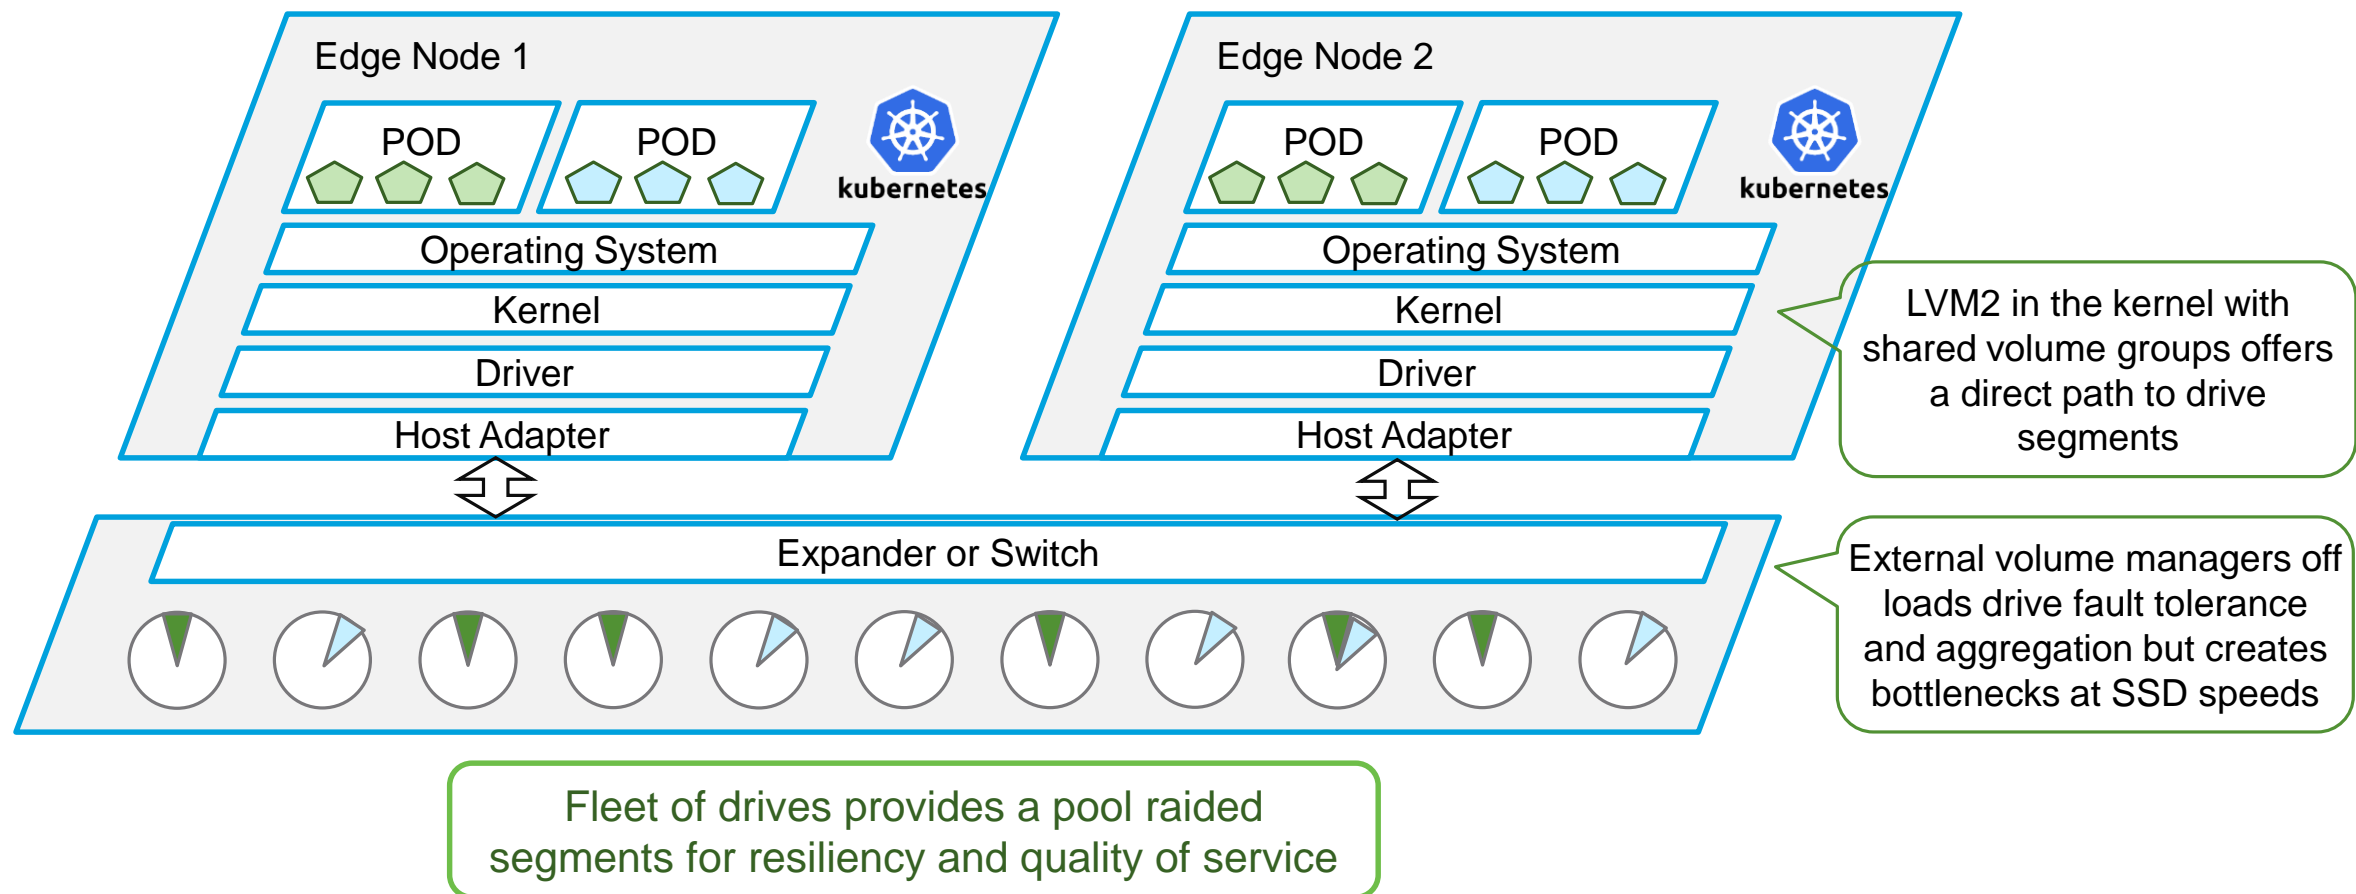 Edge Node 1
POD
POD
kubernetes
Operating System
Kernel
Driver
Host Adapter
Edge Node 2
POD
POD
kubernetes
Operating System
Kernel
Driver
Host Adapter
LVM2 in the kernel with
shared volume groups offers
a direct path to drive
segments
Expander or Switch
External volume managers off
loads drive fault tolerance
and aggregation but creates
bottlenecks at SSD speeds
Fleet of drives provides a pool raided
segments for resiliency and quality of service